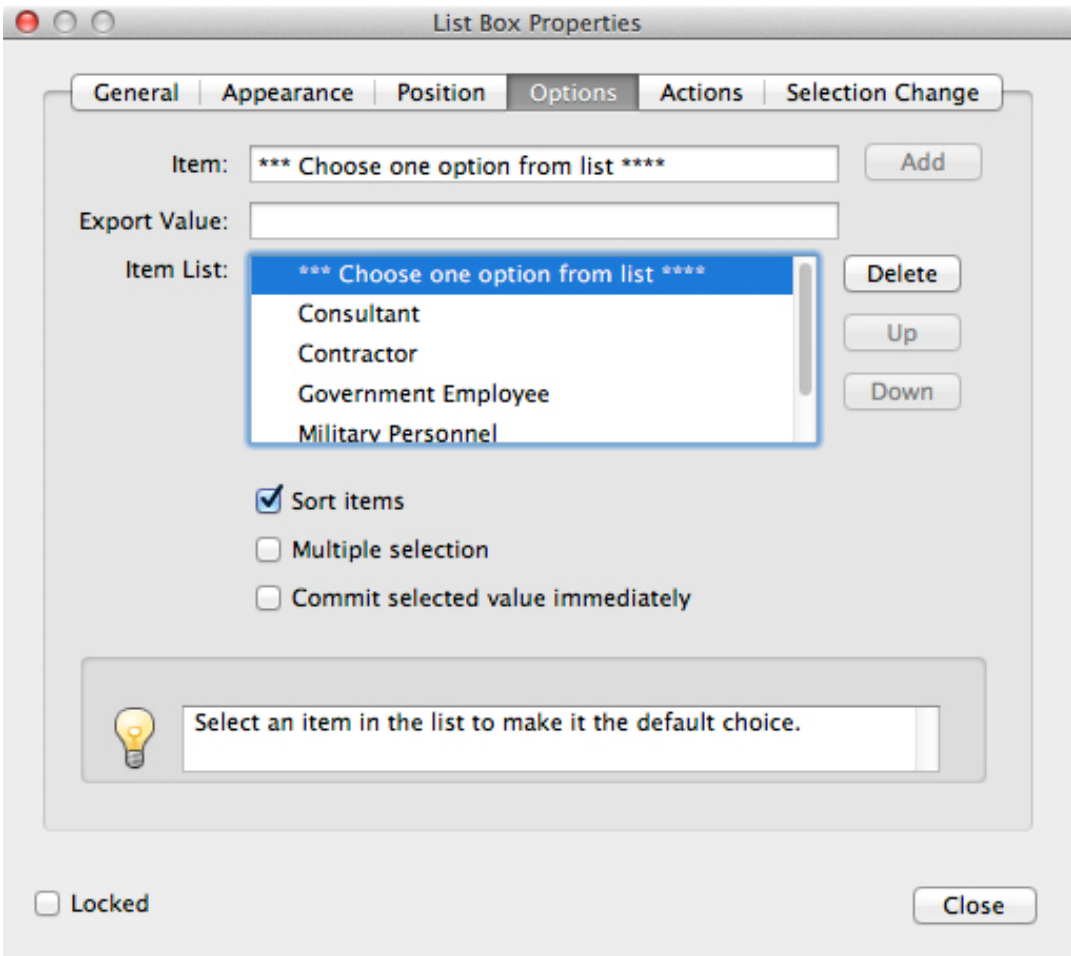 List Box Properties
General Appearance Position Options Actions Selection Change
Item: *** Choose one option from list **** Add
Export Value:
Item List: *** Choose one option from list **** Delete
Consultant
Up
Contractor
Government Employee Down
Military Personnel
Sort items
Multiple selection
Commit selected value immediately
Select an item in the list to make it the default choice.
Locked Close